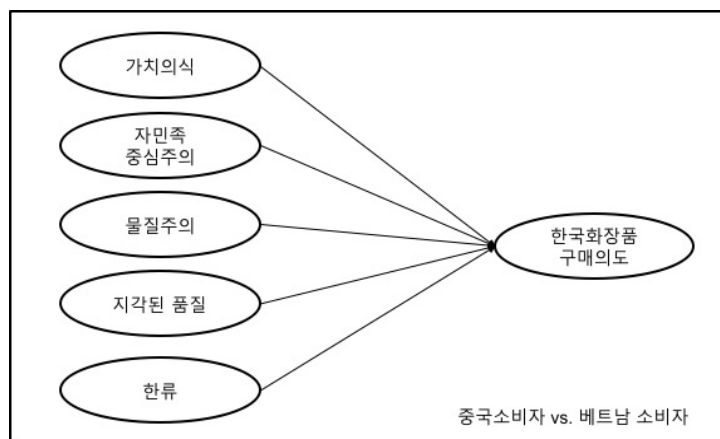 가치의식
자민족
중심주의
물질주의
지각된 품질
한류
한국화장품
구매의도
중국소비자 vs. 베트남 소비자